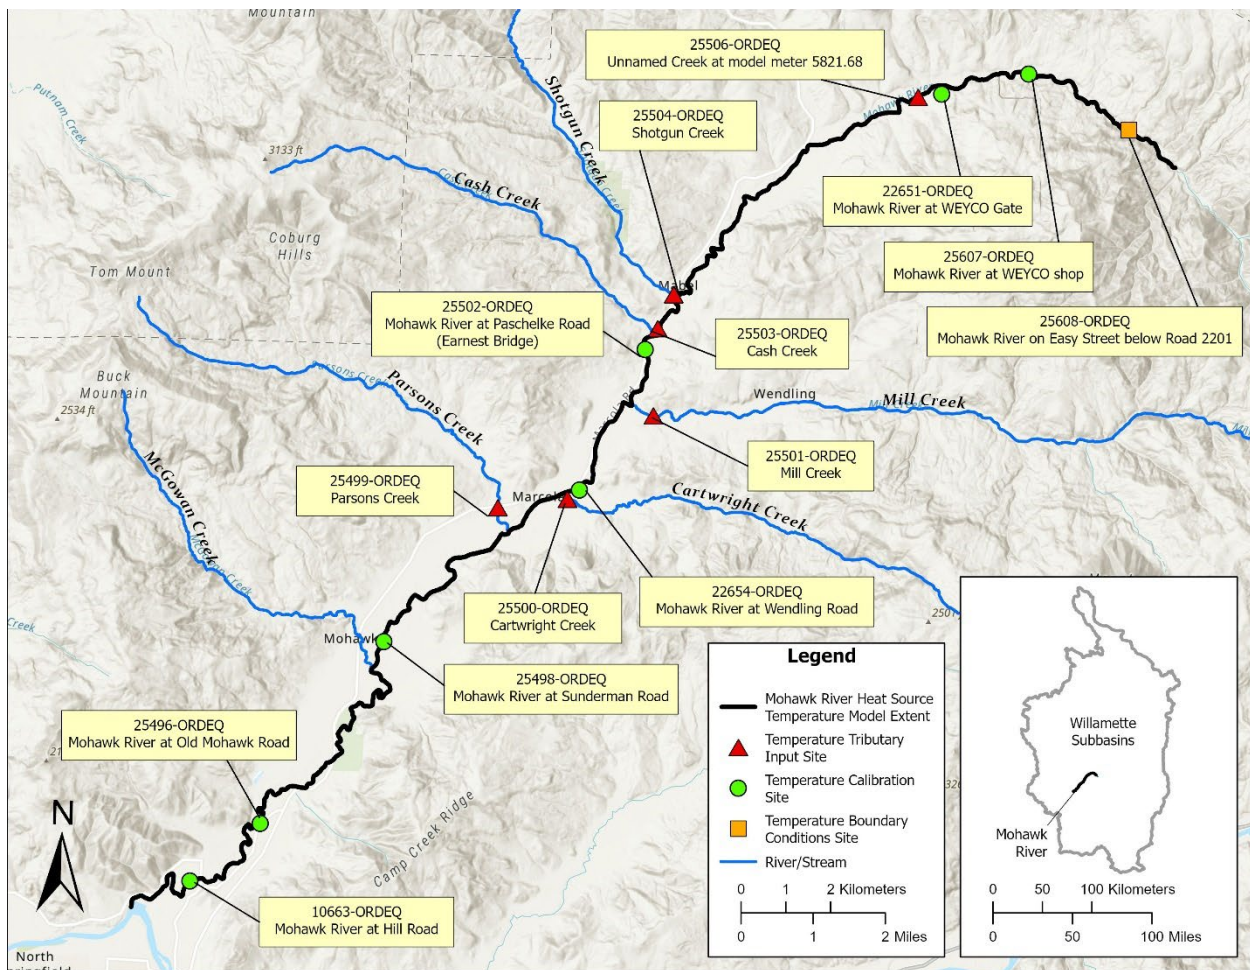 Mountain
Putnam Creek
3133 ft
Cash Creek
Shotgun Creek
25506-ORDEQ
Unnamed Creek at model meter 5821.68
25504-ORDEQ
Shotgun Creek
22651-ORDEQ
Mohawk River at WEYCO Gate
25607-ORDEQ
Mohawk River at WEYCO shop
25608-ORDEQ
Mohawk River on Easy Street below Road 2201
Coburg
Hills
Tom Mount
Mabel
25502-ORDEQ
Mohawk River at Paschelke Road
(Earnest Bridge)
25503-ORDEQ
Cash Creek
Buck
Mountain
2534 ft
Parsons Creek
Parsons Creek
Wendling
Mill Creek
25501-ORDEQ
Mill Creek
McGowan Creek
25499-ORDEQ
Parsons Creek
Cartwright Creek
25500-ORDEQ
Cartwright Creek
22654-ORDEQ
Mohawk River at Wendling Road
Creek
Mohawk
25498-ORDEQ
Mohawk River at Sunderman Road
25496-ORDEQ
Mohawk River at Old Mohawk Road
Camp Creek Ridge
N
10663-ORDEQ
Mohawk River at Hill Road
North
Legend
Mohawk River Heat Source
Temperature Model Extent
Temperature Tributary
Input Site
Temperature Calibration
Site
Temperature Boundary
Conditions Site
River/Stream
0 1 2 Kilometers
0 1 2 Miles
Willamette
Subbasins
Mohawk
River
0 50 100 Kilometers
0 50 100 Miles